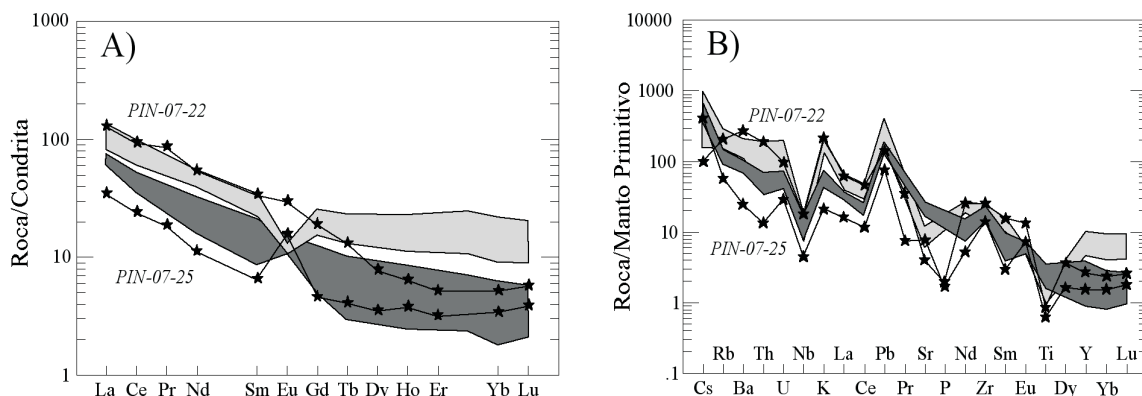 A)
Roca/Condrita
1000
100
10
1
PIN-07-22
PIN-07-25
La Ce Pr Nd Sm Eu Gd Tb Dy Ho Er Yb Lu
B)
Roca/Manto Primitivo
10000
1000
100
10
1
.1
PIN-07-22
PIN-07-25
Rb Th Nb La Pb Sr Nd Sm Ti Y Lu
Cs Ba U K Ce Pr P Zr Eu Dy Yb